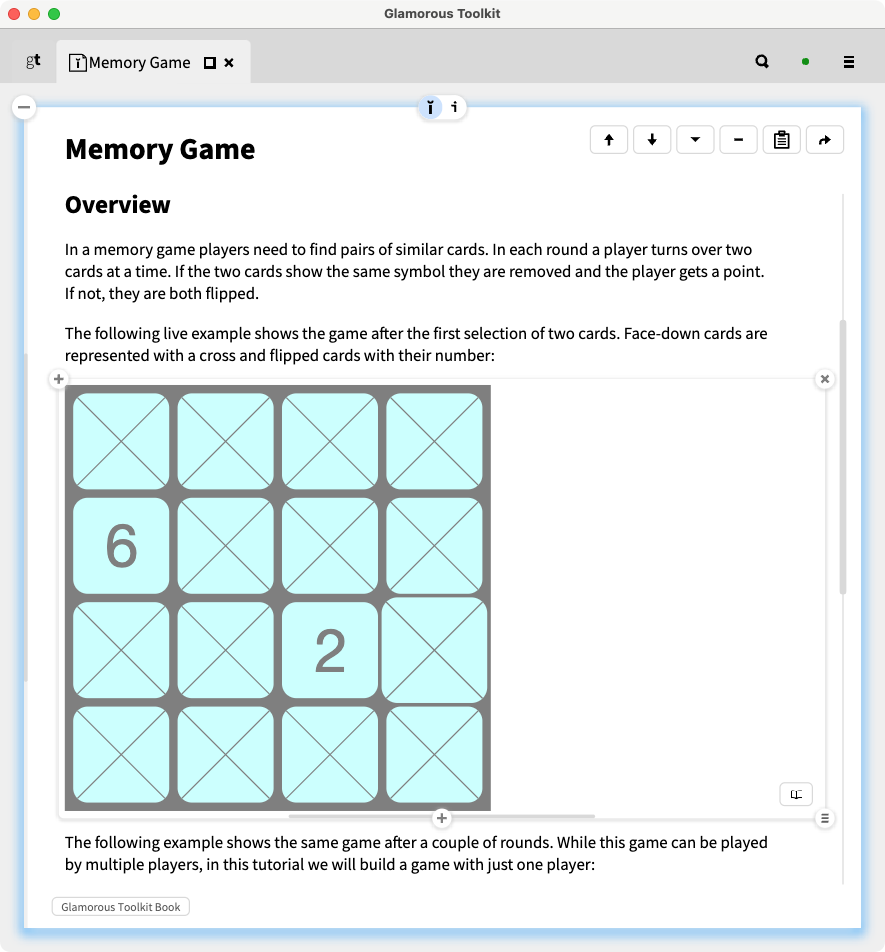 Glamorous Toolkit
gt
Memory Game
Memory Game
Overview
In a memory game players need to find pairs of similar cards. In each round a player turns over two
cards at a time. If the two cards show the same symbol they are removed and the player gets a point.
If not, they are both flipped.
The following live example shows the game after the first selection of two cards. Face-down cards are
represented with a cross and flipped cards with their number:
6
2
The following example shows the same game after a couple of rounds. While this game can be played
by multiple players, in this tutorial we will build a game with just one player:
Glamorous Toolkit Book